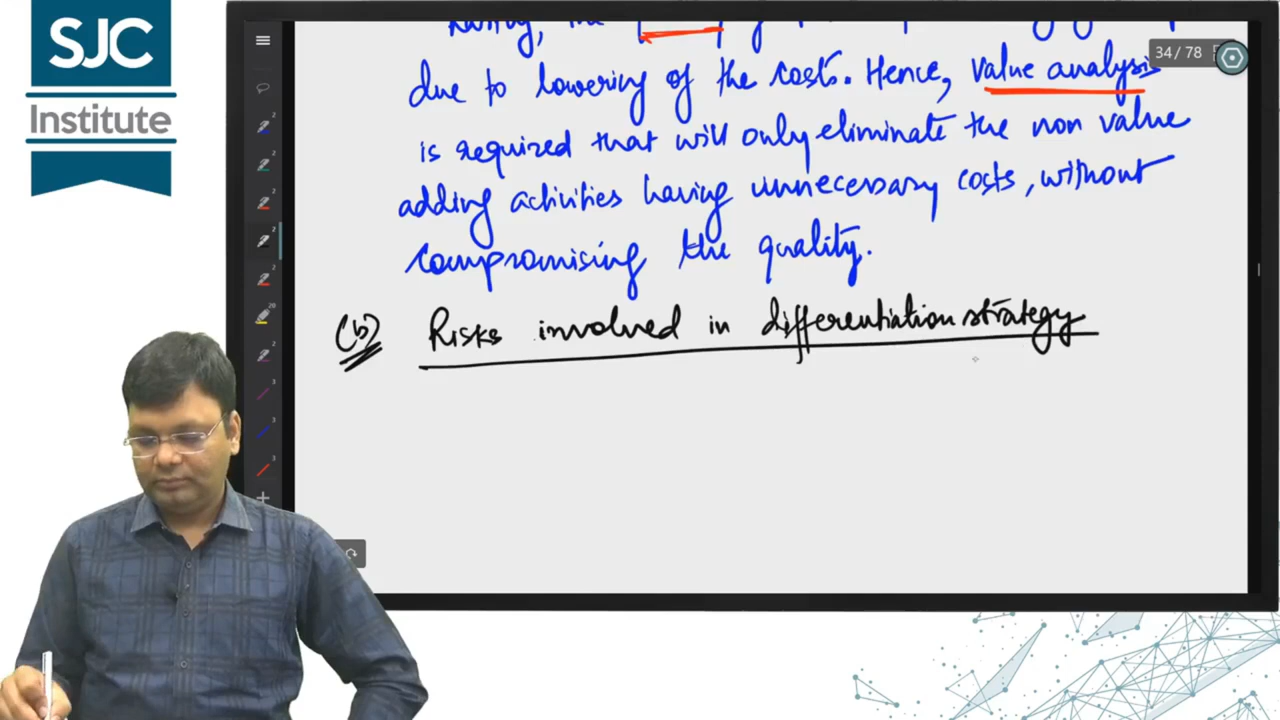 SJC
Institute
34 / 78
due to lowering of the costs. Hence, value analysis
is required that will only eliminate the non value
adding activities having unnecessary costs, without
compromising the quality.
(b) Risks involved in differentiation strategy